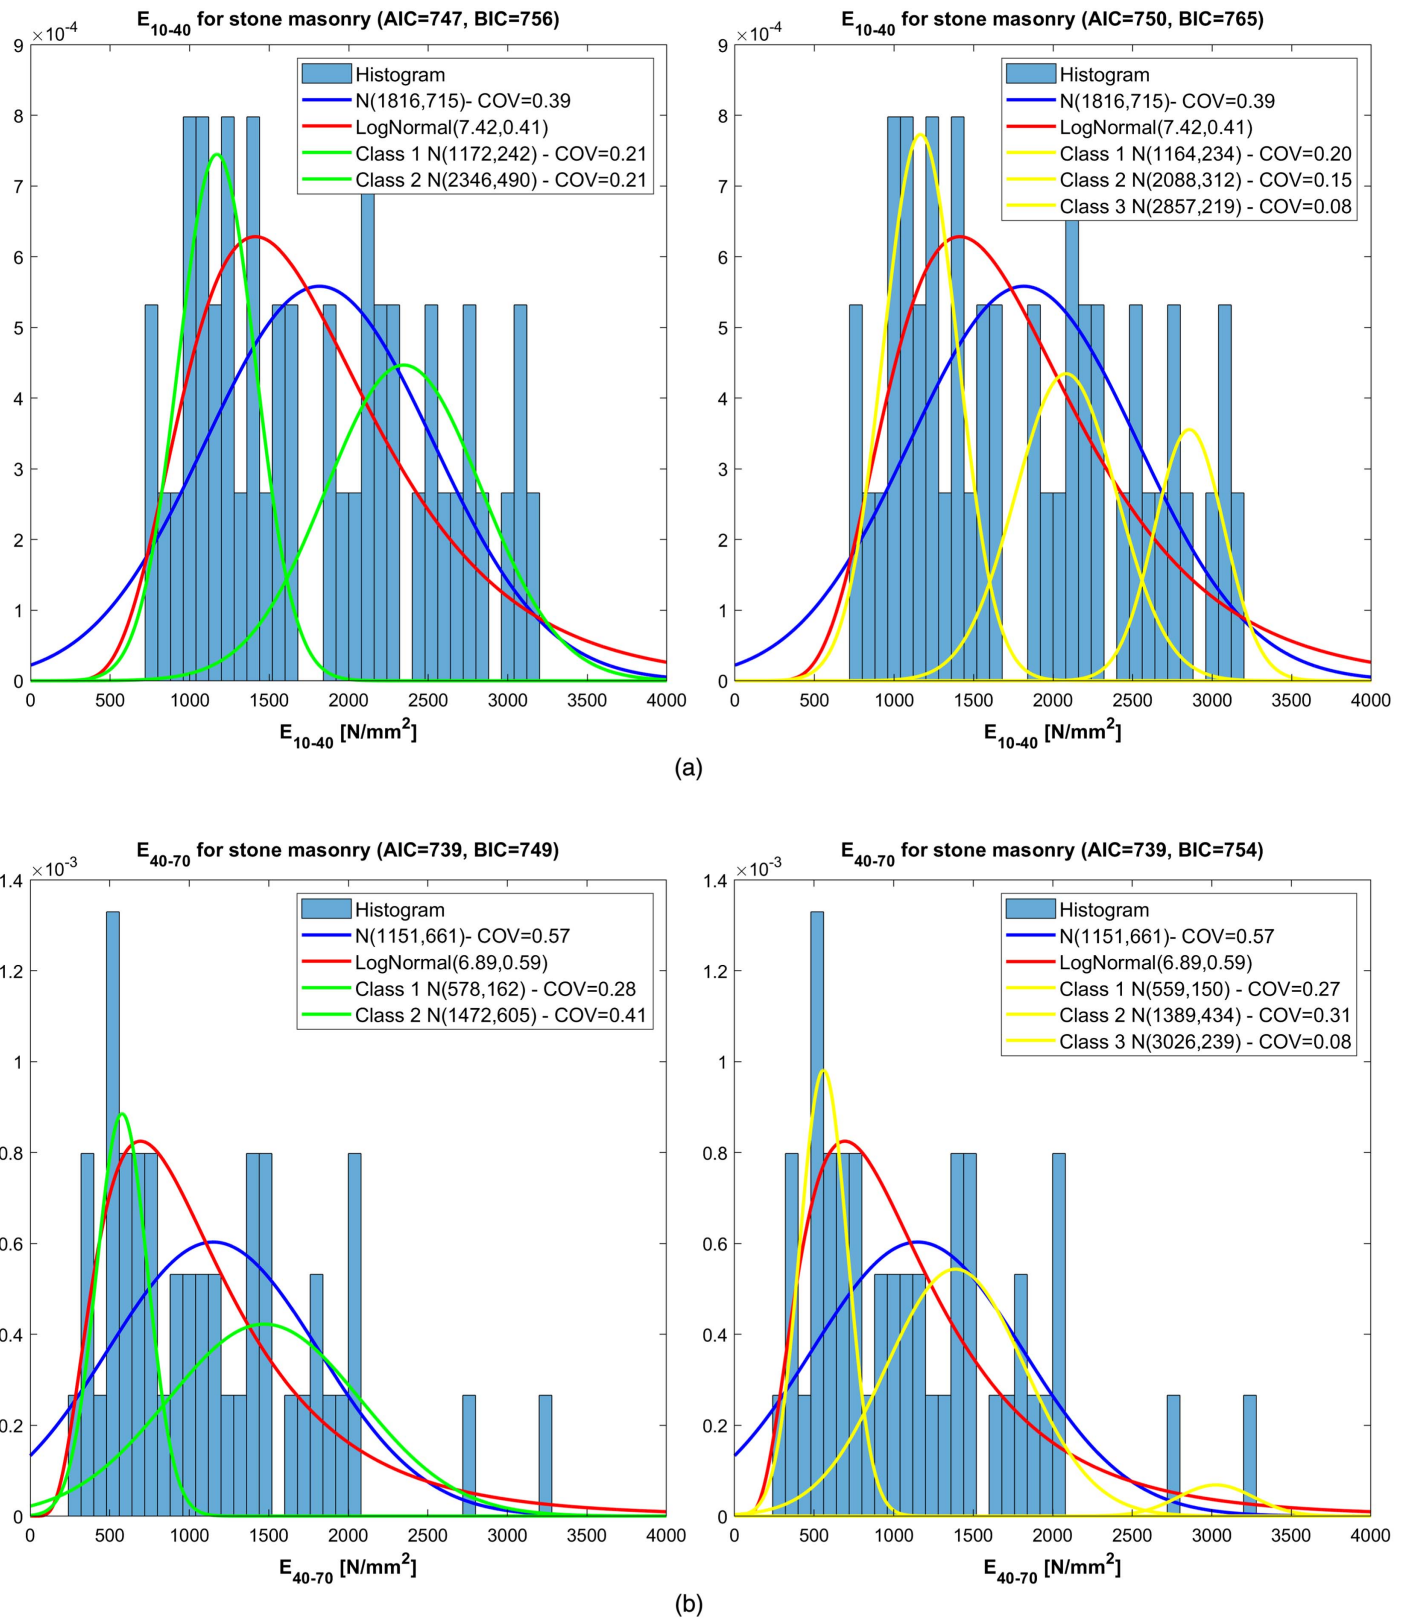 E10-40 for stone masonry (AIC=747, BIC=756)
×10-4
9
8
7
6
5
4
3
2
1
0
Histogram
N(1816,715)- COV=0.39
LogNormal(7.42,0.41)
Class 1 N(1172,242) - COV=0.21
Class 2 N(2346,490) - COV=0.21
0 500 1000 1500 2000 2500 3000 3500 4000
E10-40 [N/mm2]
E10-40 for stone masonry (AIC=750, BIC=765)
×10-4
9
8
7
6
5
4
3
2
1
0
Histogram
N(1816,715)- COV=0.39
LogNormal(7.42,0.41)
Class 1 N(1164,234) - COV=0.20
Class 2 N(2088,312) - COV=0.15
Class 3 N(2857,219) - COV=0.08
0 500 1000 1500 2000 2500 3000 3500 4000
E10-40 [N/mm2]
(a)
E40-70 for stone masonry (AIC=739, BIC=749)
×10-3
1.4
1.2
1
0.8
0.6
0.4
0.2
0
Histogram
N(1151,661)- COV=0.57
LogNormal(6.89,0.59)
Class 1 N(578,162) - COV=0.28
Class 2 N(1472,605) - COV=0.41
0 500 1000 1500 2000 2500 3000 3500 4000
E40-70 [N/mm2]
E40-70 for stone masonry (AIC=739, BIC=754)
×10-3
1.4
1.2
1
0.8
0.6
0.4
0.2
0
Histogram
N(1151,661)- COV=0.57
LogNormal(6.89,0.59)
Class 1 N(559,150) - COV=0.27
Class 2 N(1389,434) - COV=0.31
Class 3 N(3026,239) - COV=0.08
0 500 1000 1500 2000 2500 3000 3500 4000
E40-70 [N/mm2]
(b)